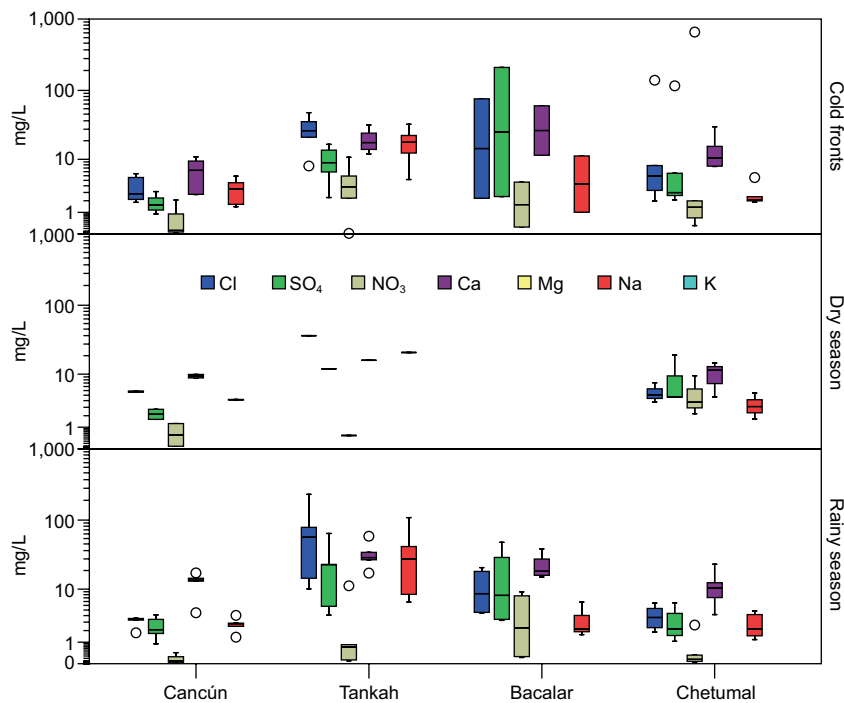 1,000
100
10
1
mg/L
Cold fronts
1,000
100
10
1
mg/L
Dry season
Cl SO₄ NO₃ Ca Mg Na K
1,000
100
10
1
0
mg/L
Rainy season
Cancún Tankah Bacalar Chetumal